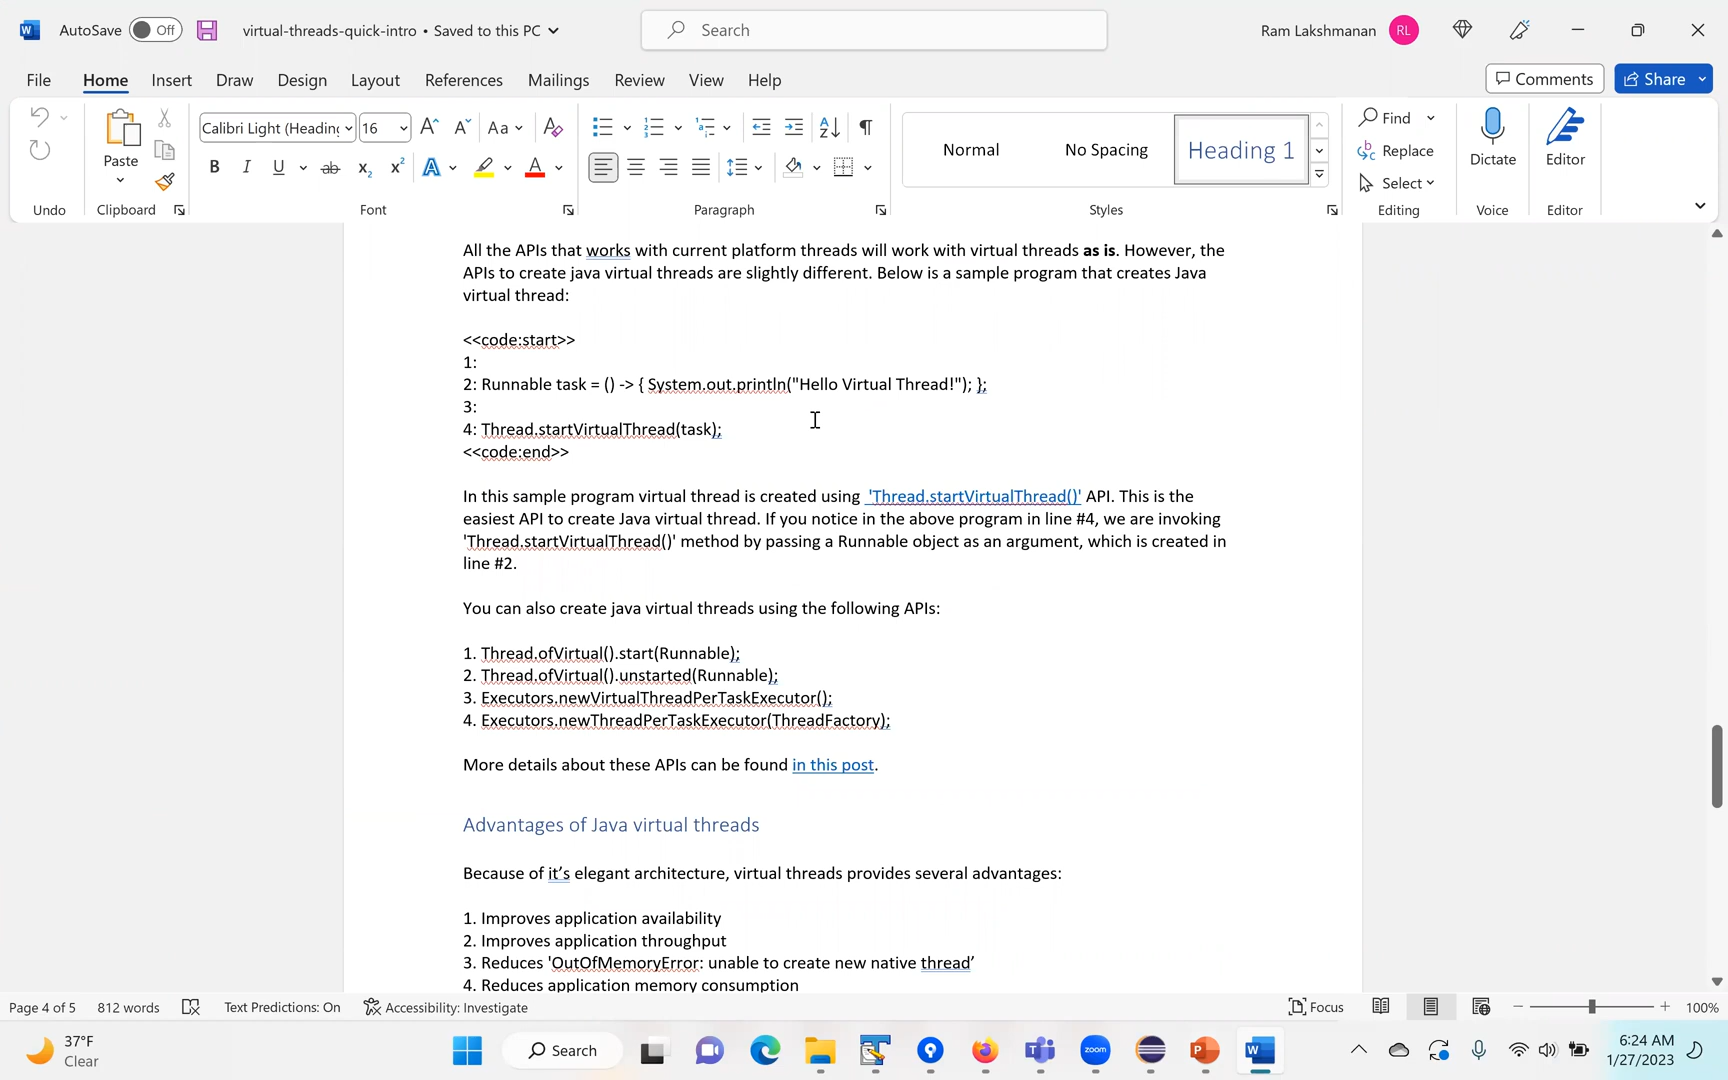 AutoSave Off virtual-threads-quick-intro • Saved to this PC Search Ram Lakshmanan RL
File Home Insert Draw Design Layout References Mailings Review View Help Comments Share
Paste
Calibri Light (Heading 16 Aa
Normal No Spacing Heading 1
Find
Replace
Select
Dictate
Editor
Undo Clipboard Font Paragraph Styles Editing Voice Editor
All the APIs that works with current platform threads will work with virtual threads as is. However, the
APIs to create java virtual threads are slightly different. Below is a sample program that creates Java
virtual thread:
<<code:start>>
1:
2: Runnable task = () -> { System.out.println("Hello Virtual Thread!"); };
3:
4: Thread.startVirtualThread(task);
<<code:end>>
In this sample program virtual thread is created using 'Thread.startVirtualThread()' API. This is the
easiest API to create Java virtual thread. If you notice in the above program in line #4, we are invoking
'Thread.startVirtualThread()' method by passing a Runnable object as an argument, which is created in
line #2.
You can also create java virtual threads using the following APIs:
1. Thread.ofVirtual().start(Runnable);
2. Thread.ofVirtual().unstarted(Runnable);
3. Executors.newVirtualThreadPerTaskExecutor();
4. Executors.newThreadPerTaskExecutor(ThreadFactory);
More details about these APIs can be found in this post.
Advantages of Java virtual threads
Because of it’s elegant architecture, virtual threads provides several advantages:
1. Improves application availability
2. Improves application throughput
3. Reduces 'OutOfMemoryError: unable to create new native thread’
4. Reduces application memory consumption
Page 4 of 5 812 words Text Predictions: On Accessibility: Investigate Focus 100%
37°F
Clear
Search
zoom
6:24 AM
1/27/2023